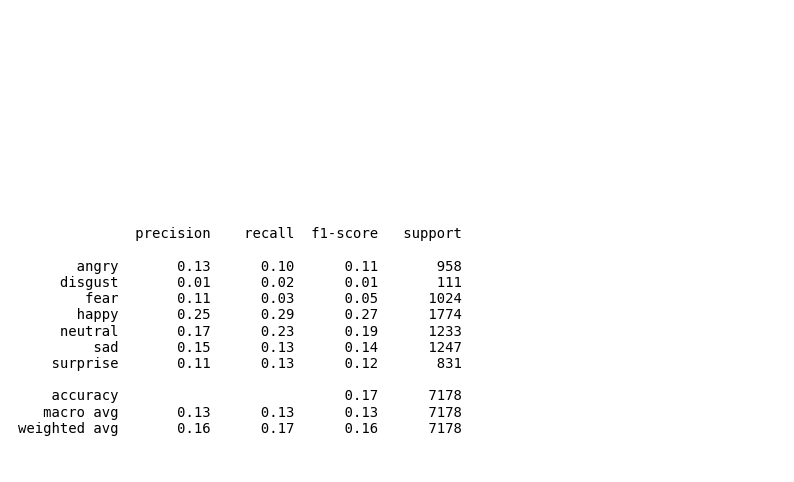 precision recall f1-score support
angry 0.13 0.10 0.11 958
disgust 0.01 0.02 0.01 111
fear 0.11 0.03 0.05 1024
happy 0.25 0.29 0.27 1774
neutral 0.17 0.23 0.19 1233
sad 0.15 0.13 0.14 1247
surprise 0.11 0.13 0.12 831
accuracy 0.17 7178
macro avg 0.13 0.13 0.13 7178
weighted avg 0.16 0.17 0.16 7178